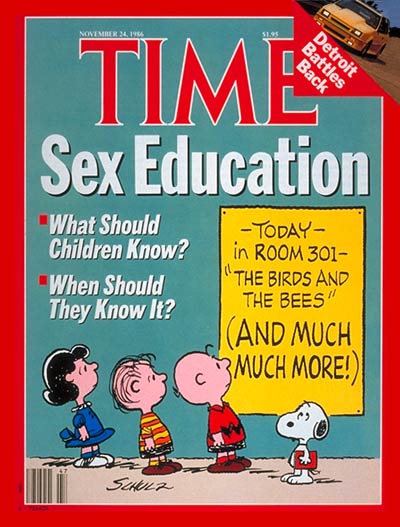 NOVEMBER 24, 1986
$1.95
Detroit
Battles
Back
TIME
Sex Education
What Should
Children Know?
When Should
They Know It?
-TODAY-
in ROOM 301-
"THE BIRDS AND
THE BEES"
(AND MUCH
MUCH MORE!)
47
SCHULZ